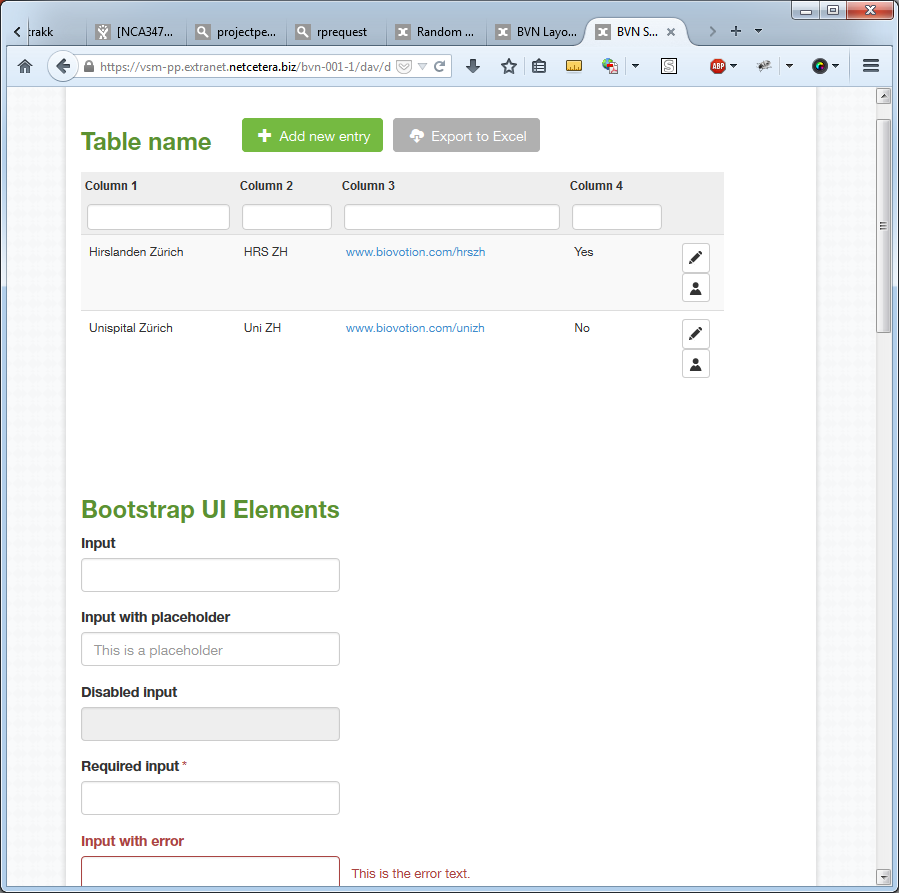 trakk
[NCA347...
projectpe...
rprequest
Random ...
BVN Layo...
BVN S...
https://vsm-pp.extranet.netcetera.biz/bvn-001-1/dav/d
S
ABP
Table name
Add new entry
Export to Excel
Column 1 Column 2 Column 3 Column 4
Hirslanden Zürich HRS ZH www.biovotion.com/hrszh Yes
Unispital Zürich Uni ZH www.biovotion.com/unizh No
Bootstrap UI Elements
Input
Input with placeholder
This is a placeholder
Disabled input
Required input *
Input with error
This is the error text.